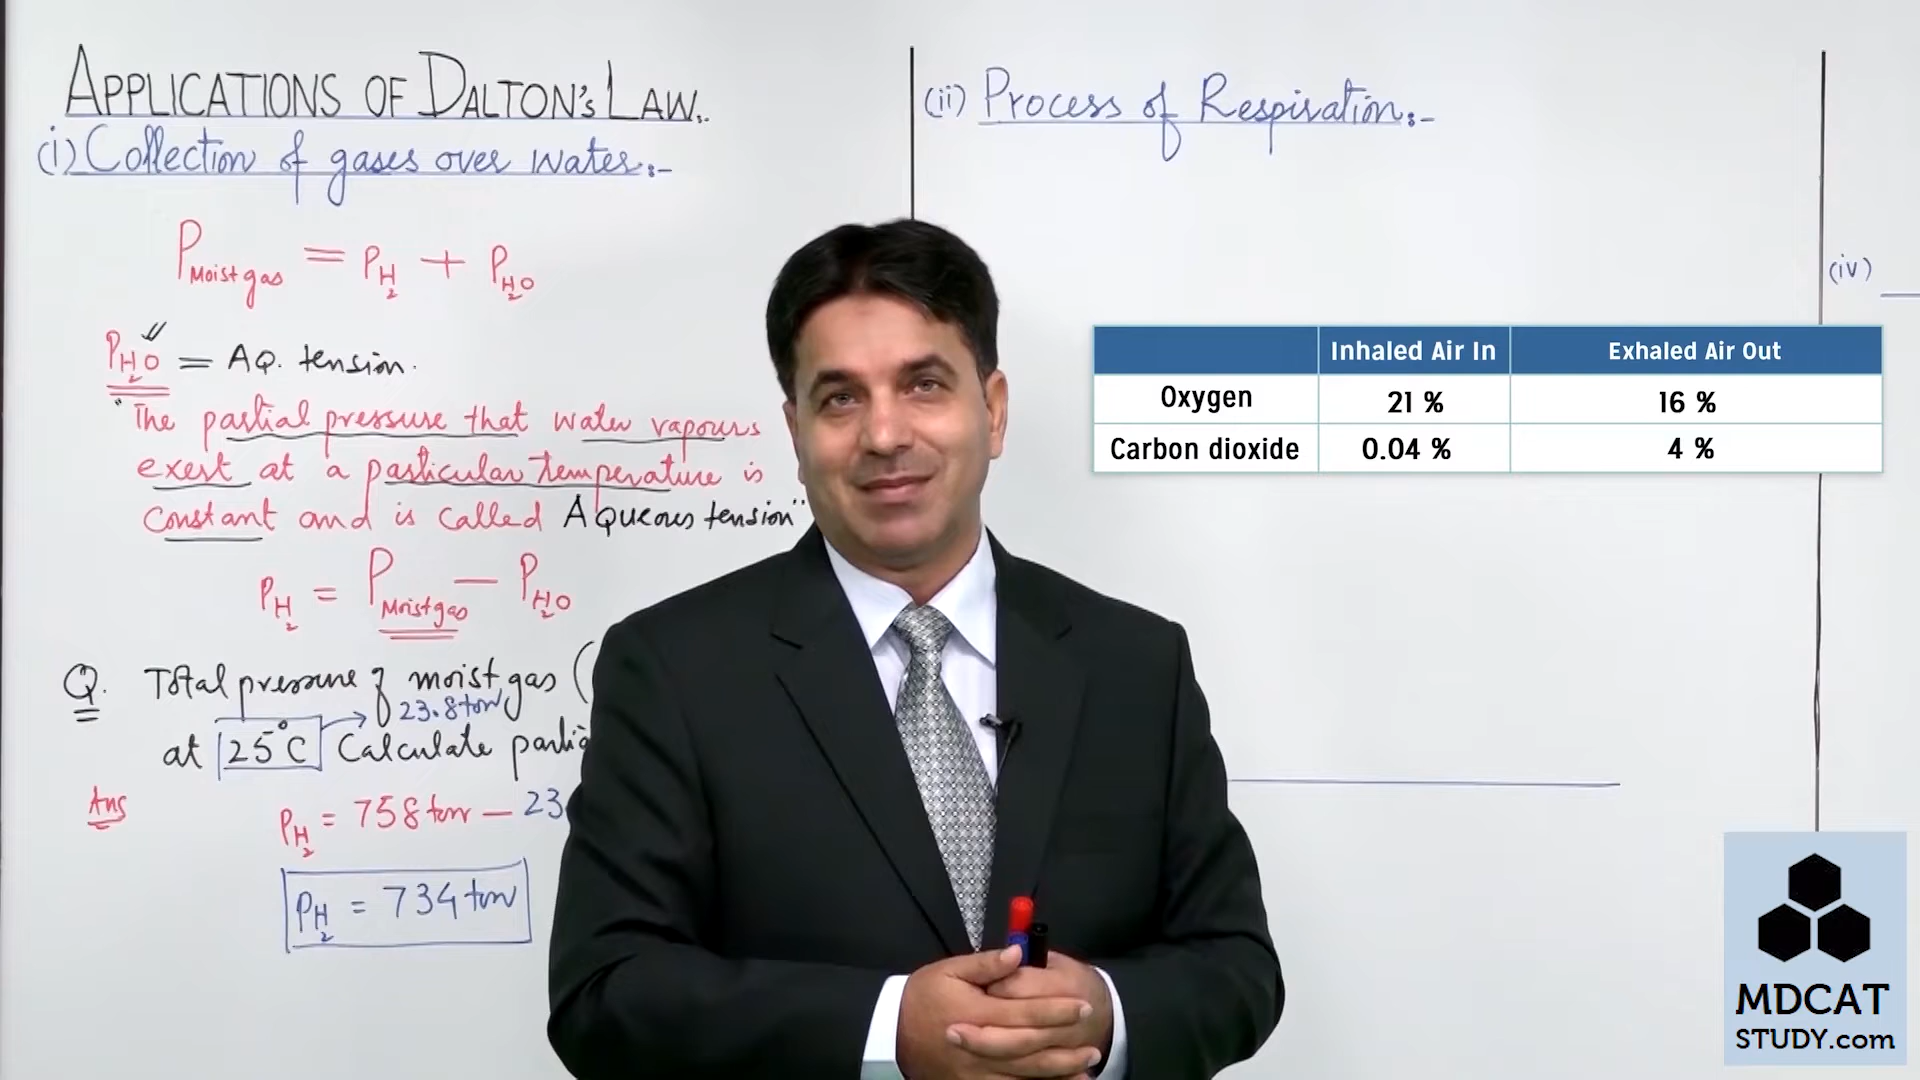 APPLICATIONS OF DALTON'S LAW:-
(i) Collection of gases over water:-
P Moist gas = P H2 + P H2O
P H2O = AQ. tension.
"The partial pressure that water vapours
exert at a particular temperature is
constant and is called Aqueous tension"
P H2 = P Moist gas - P H2O
Q. Total pressure of moist gas (
23.8 torr
at 25°C Calculate
Ans
P H2 = 758 torr - 23
P H2 = 734 torr
(ii) Process of Respiration:-
Inhaled Air In Exhaled Air Out
Oxygen 21 % 16 %
Carbon dioxide 0.04 % 4 %
(iv)
MDCAT
STUDY.com